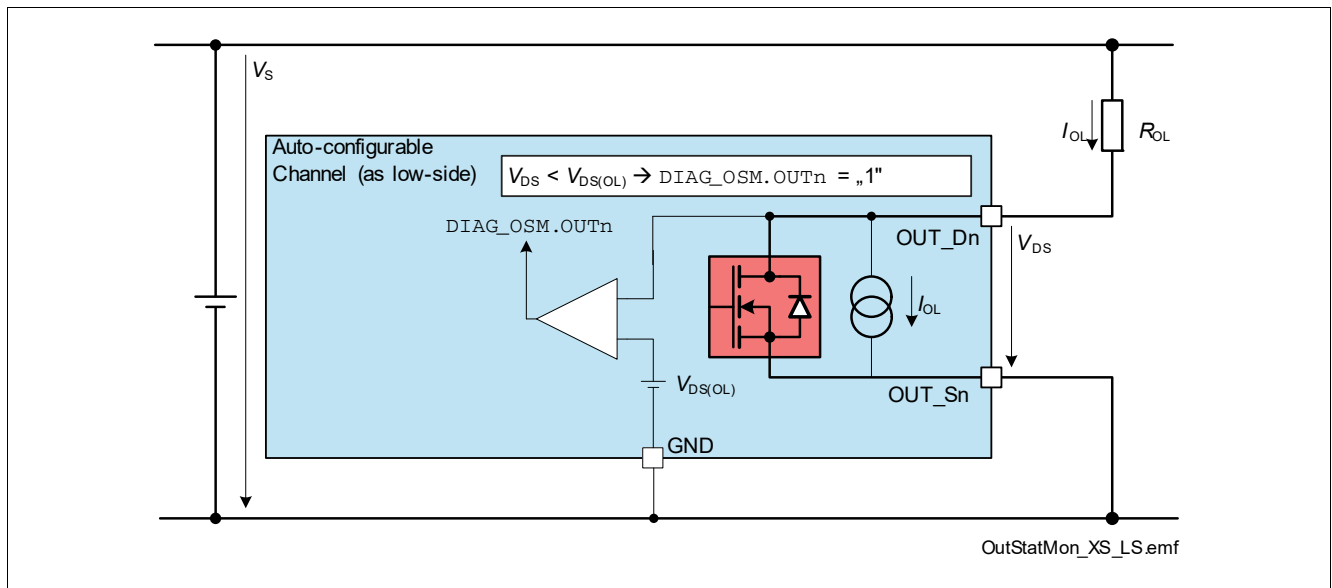 V_S
Auto-configurable
Channel (as low-side)
V_DS < V_DS(OL) → DIAG_OSM.OUTn = „1"
I_OL
R_OL
DIAG_OSM.OUTn
OUT_Dn
V_DS
I_OL
V_DS(OL)
OUT_Sn
GND
OutStatMon_XS_LS.emf